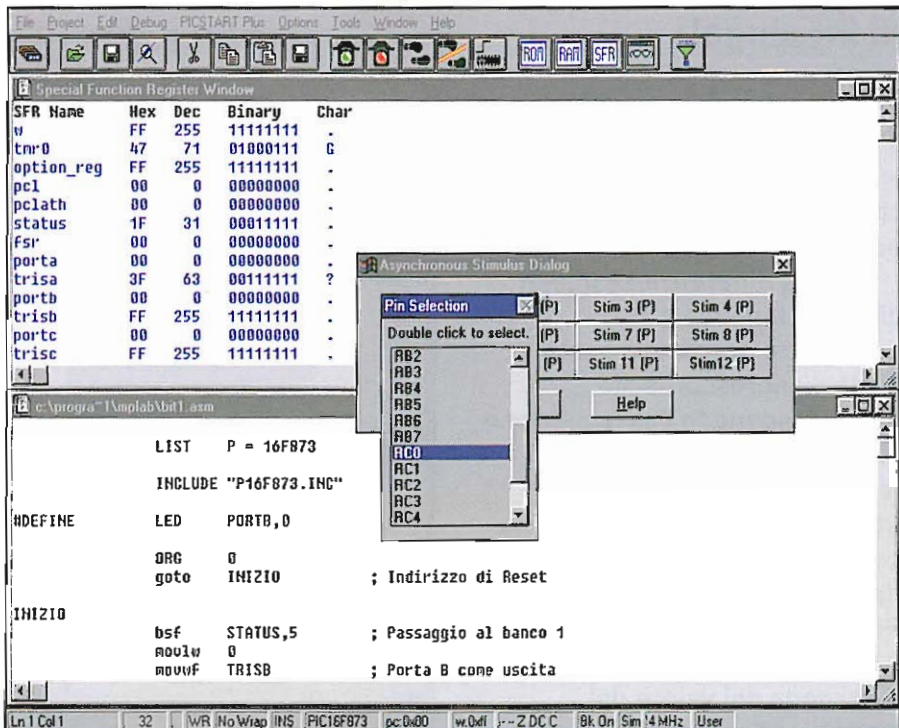 File Project Edit Debug PICSTART Plus Options Tools Window Help
ROM RAM SFR
Special Function Register Window
SFR Name Hex Dec Binary Char
w FF 255 11111111 .
tmr0 47 71 01000111 G
option_reg FF 255 11111111 .
pcl 00 0 00000000 .
pclath 00 0 00000000 .
status 1F 31 00011111 .
fsr 00 0 00000000 .
porta 00 0 00000000 .
trisa 3F 63 00111111 ?
portb 00 0 00000000 .
trisb FF 255 11111111 .
portc 00 0 00000000 .
trisc FF 255 11111111 .
Asynchronous Stimulus Dialog
(P) Stim 3 (P) Stim 4 (P)
(P) Stim 7 (P) Stim 8 (P)
(P) Stim 11 (P) Stim12 (P)
Help
Pin Selection
Double click to select.
RB2
RB3
RB4
RB5
RB6
RB7
RC0
RC1
RC2
RC3
RC4
c:\progra~1\mplab\bit1.asm
LIST P = 16F873
INCLUDE "P16F873.INC"
#DEFINE LED PORTB,0
ORG 0
goto INIZIO ; Indirizzo di Reset
INIZIO
bsf STATUS,5 ; Passaggio al banco 1
movlw 0
movwf TRISB ; Porta B come uscita
Ln 1 Col 1 32 WR No Wrap INS PIC16F873 pc:0x00 w:0xff -- Z DC C Bk On Sim 4 MHz User